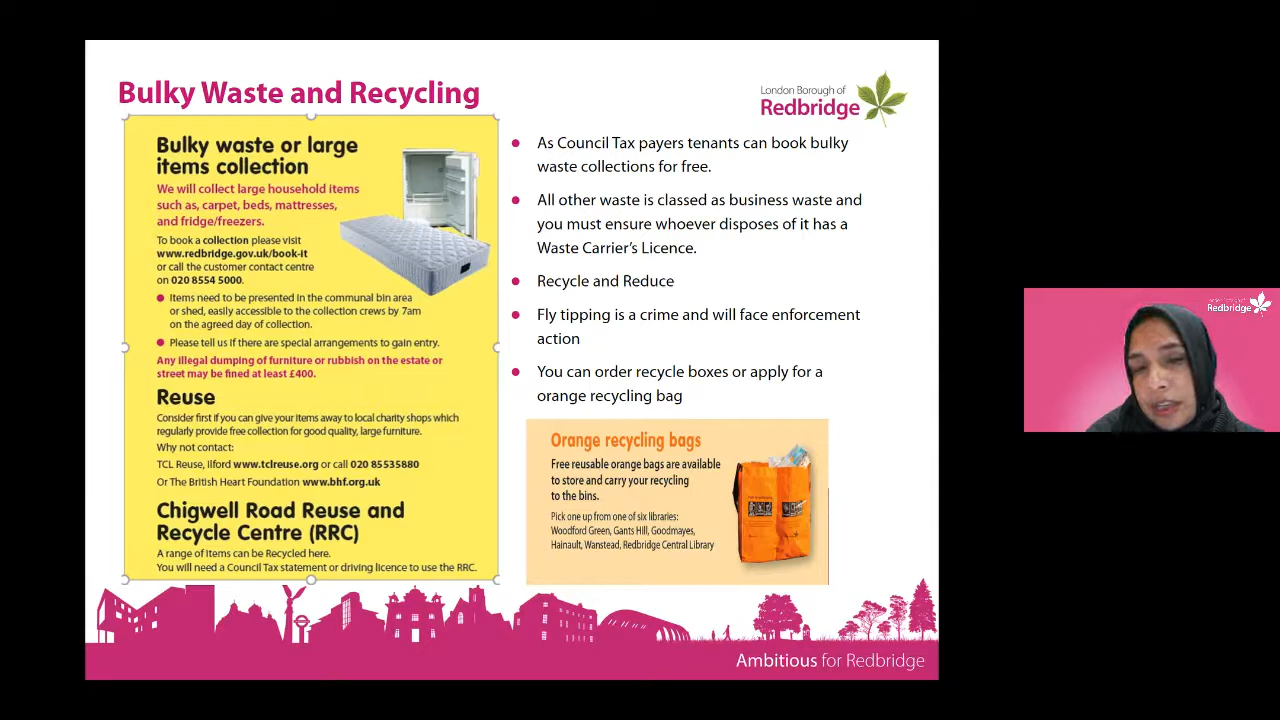 Bulky Waste and Recycling
London Borough of
Redbridge
Bulky waste or large
items collection
We will collect large household items
such as, carpet, beds, mattresses,
and fridge/freezers.
To book a collection please visit
www.redbridge.gov.uk/book-it
or call the customer contact centre
on 020 8554 5000.
Items need to be presented in the communal bin area
or shed, easily accessible to the collection crews by 7am
on the agreed day of collection.
Please tell us if there are special arrangements to gain entry.
Any illegal dumping of furniture or rubbish on the estate or
street may be fined at least £400.
Reuse
Consider first if you can give your items away to local charity shops which
regularly provide free collection for good quality, large furniture.
Why not contact:
TCL Reuse, Ilford www.tclreuse.org or call 020 85535880
Or The British Heart Foundation www.bhf.org.uk
Chigwell Road Reuse and
Recycle Centre (RRC)
A range of items can be Recycled here.
You will need a Council Tax statement or driving licence to use the RRC.
As Council Tax payers tenants can book bulky
waste collections for free.
All other waste is classed as business waste and
you must ensure whoever disposes of it has a
Waste Carrier’s Licence.
Recycle and Reduce
Fly tipping is a crime and will face enforcement
action
You can order recycle boxes or apply for a
orange recycling bag
Orange recycling bags
Free reusable orange bags are available
to store and carry your recycling
to the bins.
Pick one up from one of six libraries:
Woodford Green, Gants Hill, Goodmayes,
Hainault, Wanstead, Redbridge Central Library
Ambitious for Redbridge
London Borough of
Redbridge